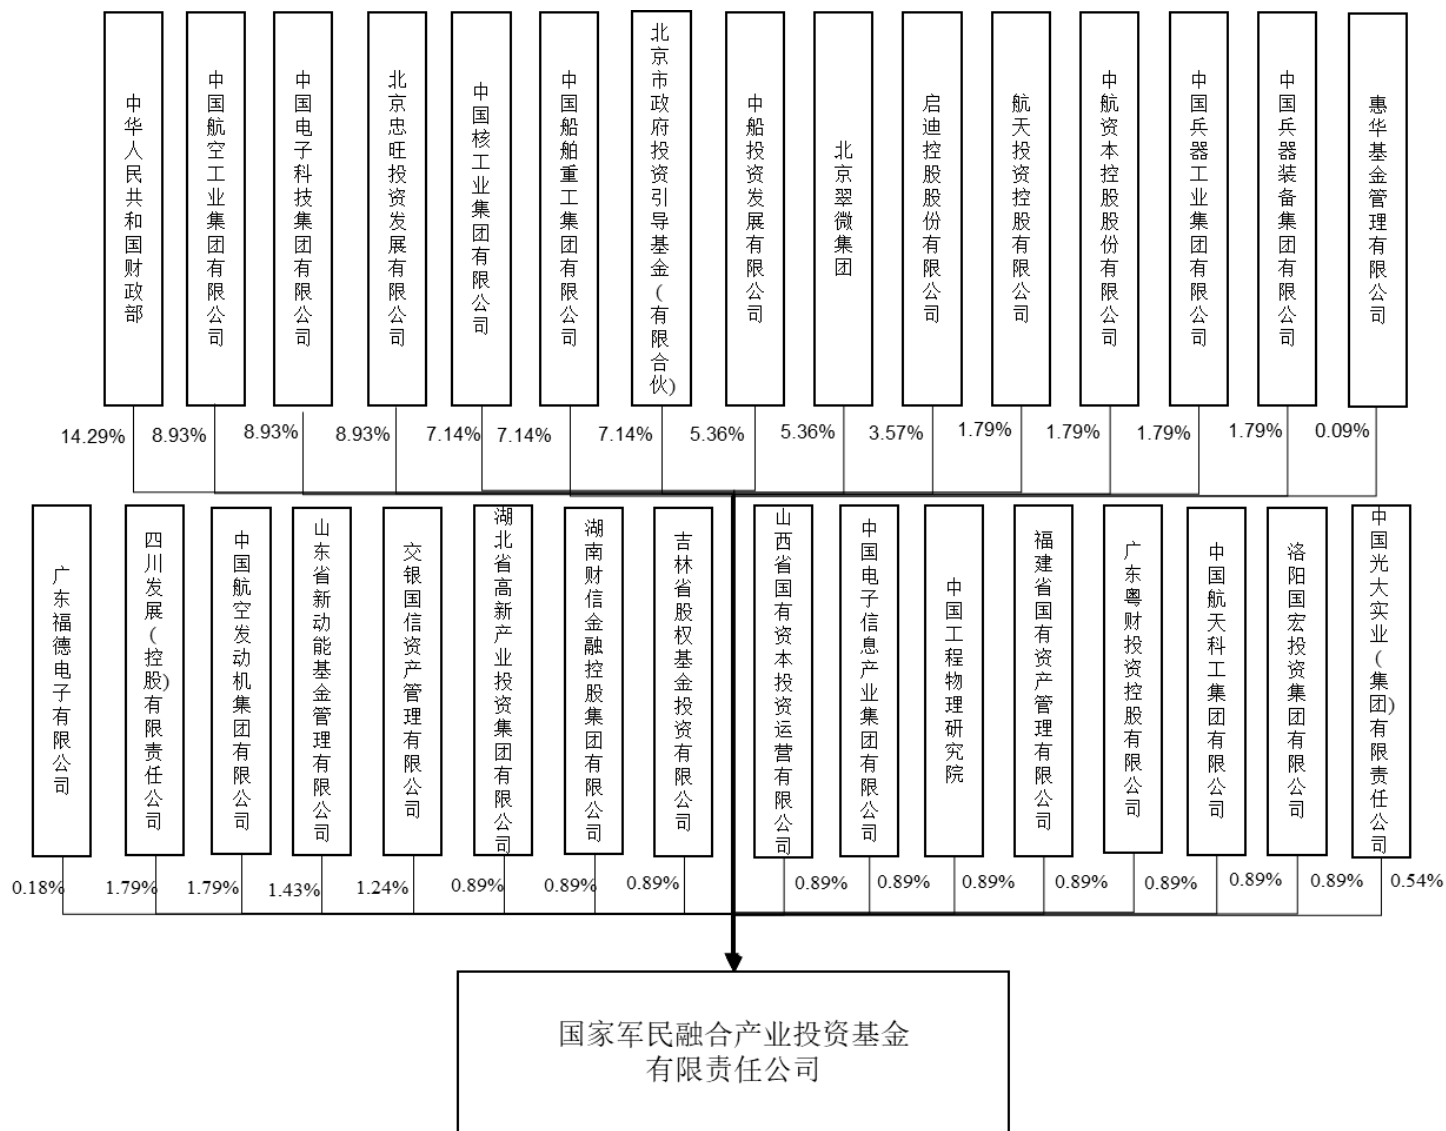 中华人民共和国财政部
中国航空工业集团有限公司
中国电子科技集团有限公司
北京忠旺投资发展有限公司
中国核工业集团有限公司
中国船舶重工集团有限公司
北京市政府投资引导基金(有限合伙)
中船投资发展有限公司
北京翠微集团
启迪控股股份有限公司
航天投资控股有限公司
中航资本控股股份有限公司
中国兵器工业集团有限公司
中国兵器装备集团有限公司
惠华基金管理有限公司
14.29%
8.93%
8.93%
8.93%
7.14%
7.14%
7.14%
5.36%
5.36%
3.57%
1.79%
1.79%
1.79%
1.79%
0.09%
广东福德电子有限公司
四川发展(控股)有限责任公司
中国航空发动机集团有限公司
山东省新动能基金管理有限公司
交银国信资产管理有限公司
湖北省高新产业投资集团有限公司
湖南财信金融控股集团有限公司
吉林省股权基金投资有限公司
山西省国有资本投资运营有限公司
中国电子信息产业集团有限公司
中国工程物理研究院
福建省国有资产管理有限公司
广东粤财投资控股有限公司
中国航天科工集团有限公司
洛阳国宏投资集团有限公司
中国光大实业(集团)有限责任公司
0.18%
1.79%
1.79%
1.43%
1.24%
0.89%
0.89%
0.89%
0.89%
0.89%
0.89%
0.89%
0.89%
0.89%
0.89%
0.54%
国家军民融合产业投资基金
有限责任公司